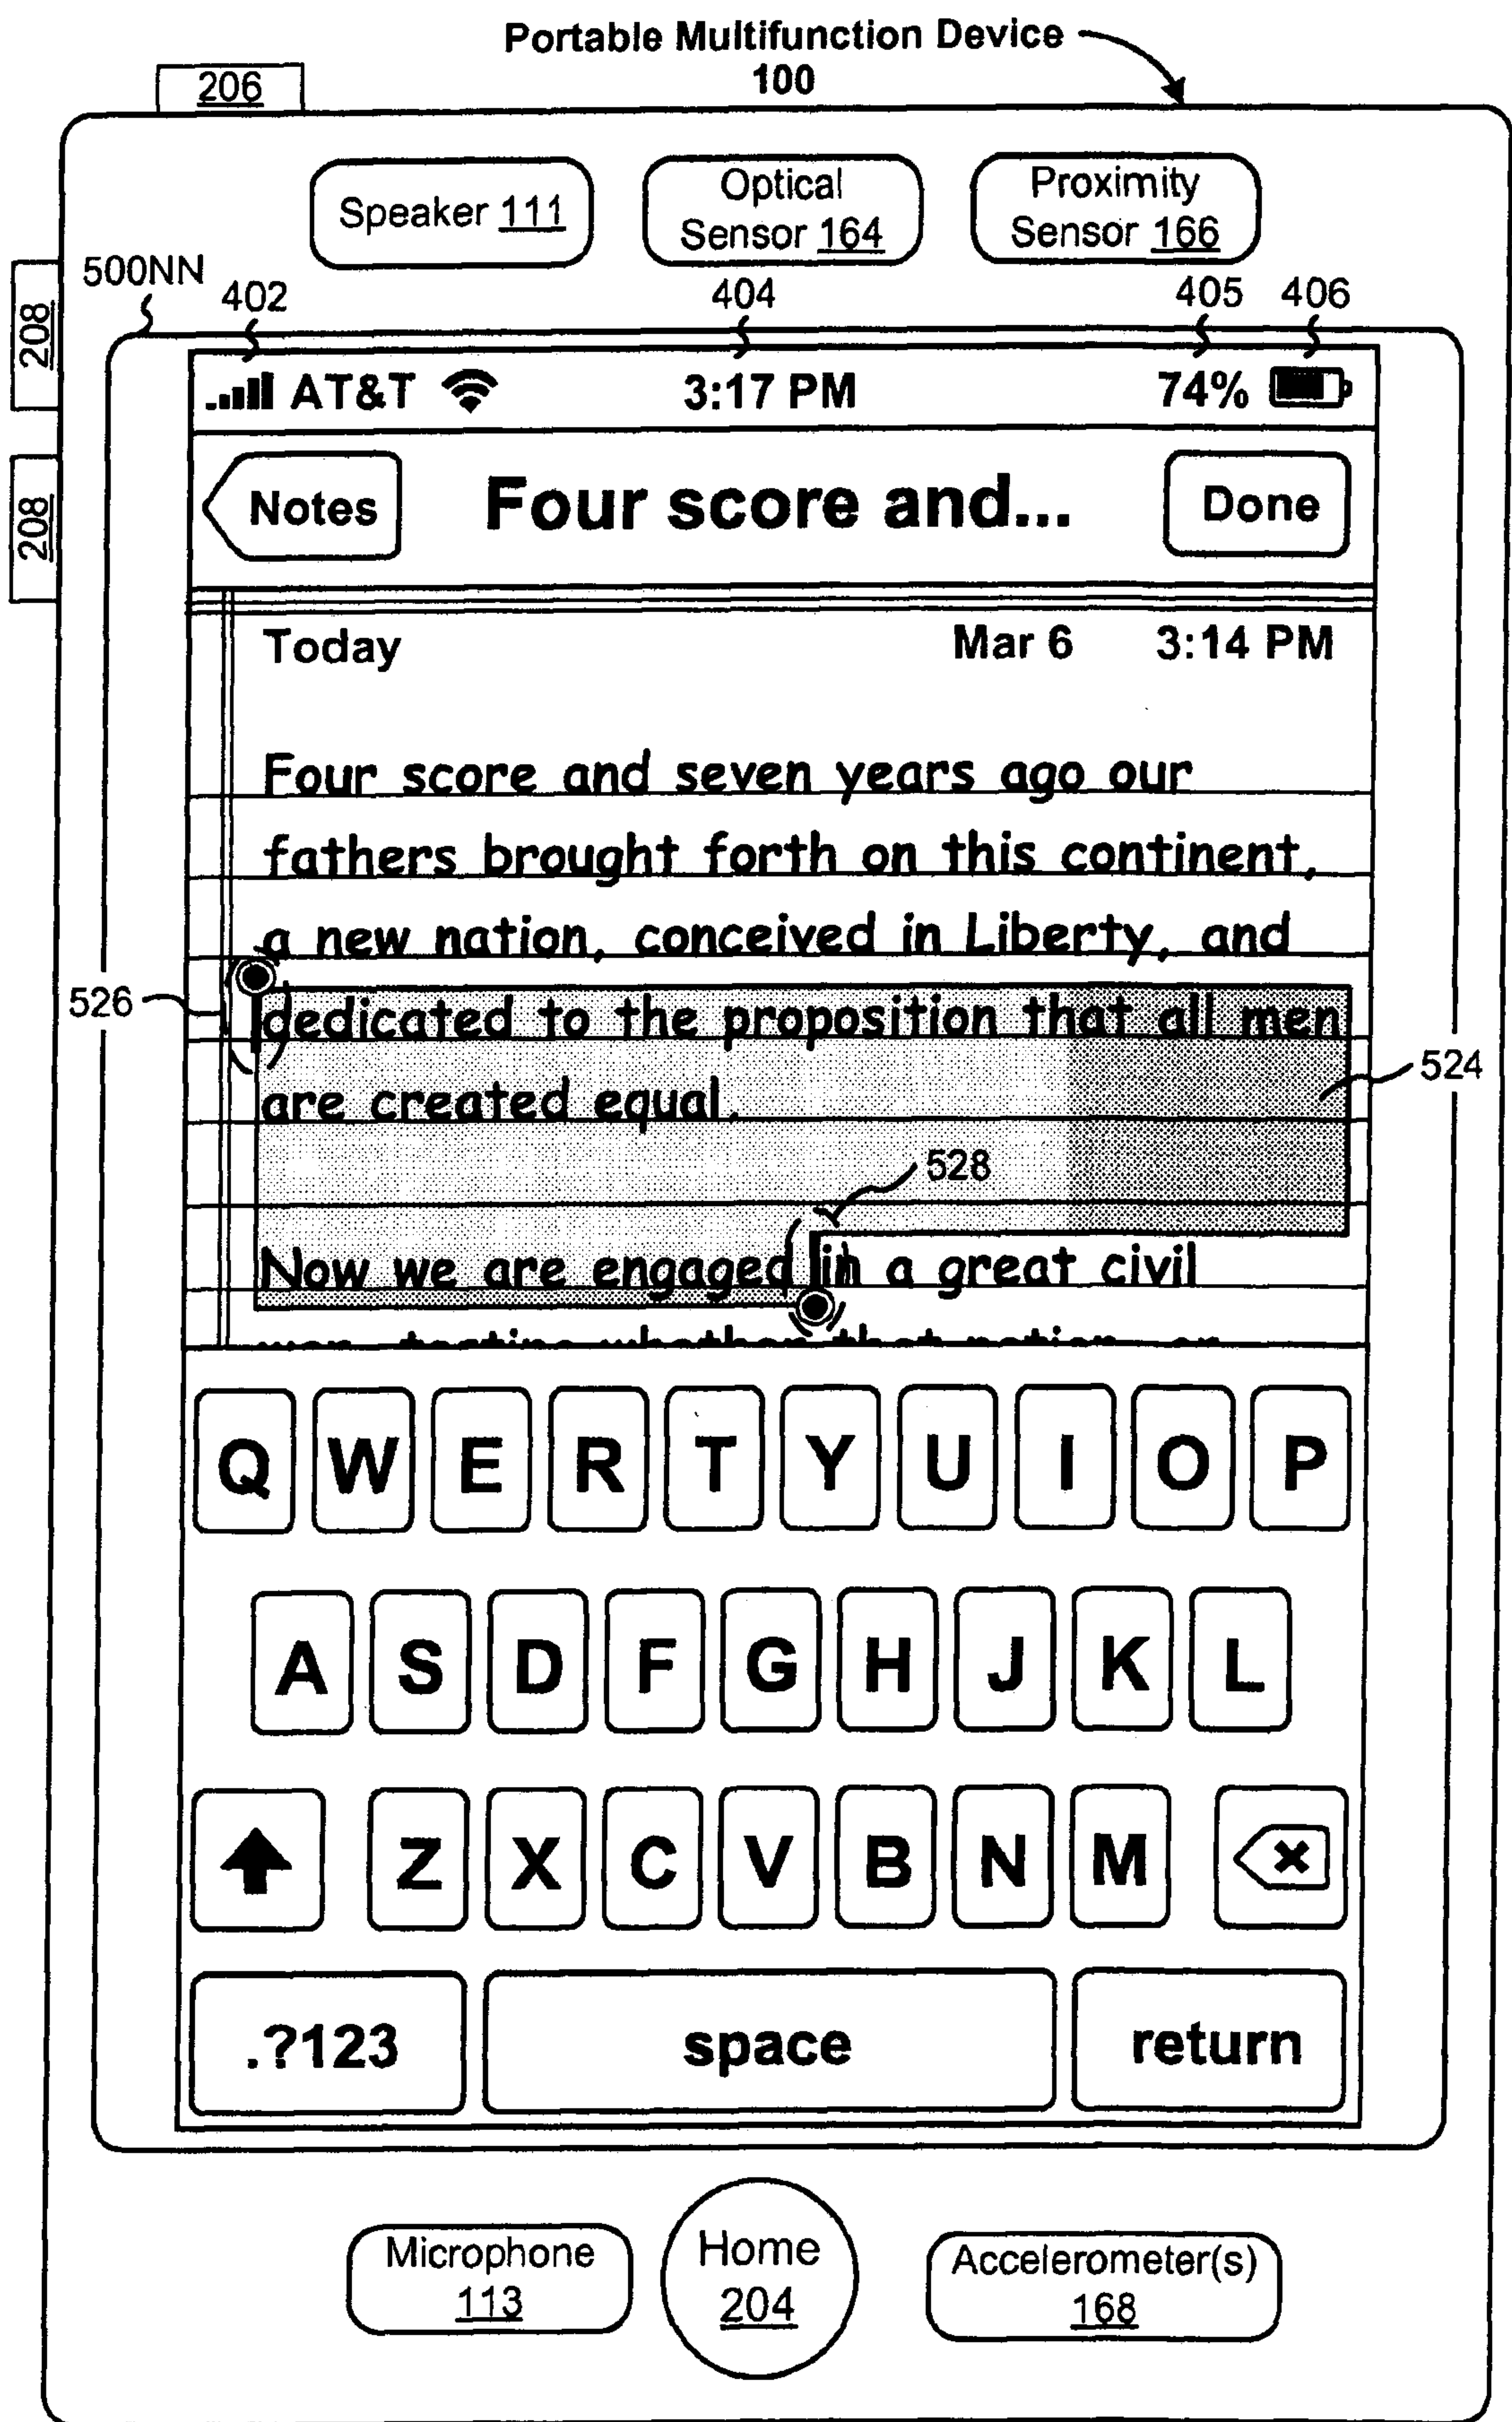 Portable Multifunction Device
100
206
Speaker 111
Optical
Sensor 164
Proximity
Sensor 166
208
208
500NN
402
404
405
406
AT&T 3:17 PM 74%
Notes Four score and... Done
Today Mar 6 3:14 PM
Four score and seven years ago our
fathers brought forth on this continent,
a new nation, conceived in Liberty, and
526
dedicated to the proposition that all men
524
are created equal.
528
Now we are engaged in a great civil
Q W E R T Y U I O P
A S D F G H J K L
Z X C V B N M
.?123 space return
Microphone
113
Home
204
Accelerometer(s)
168